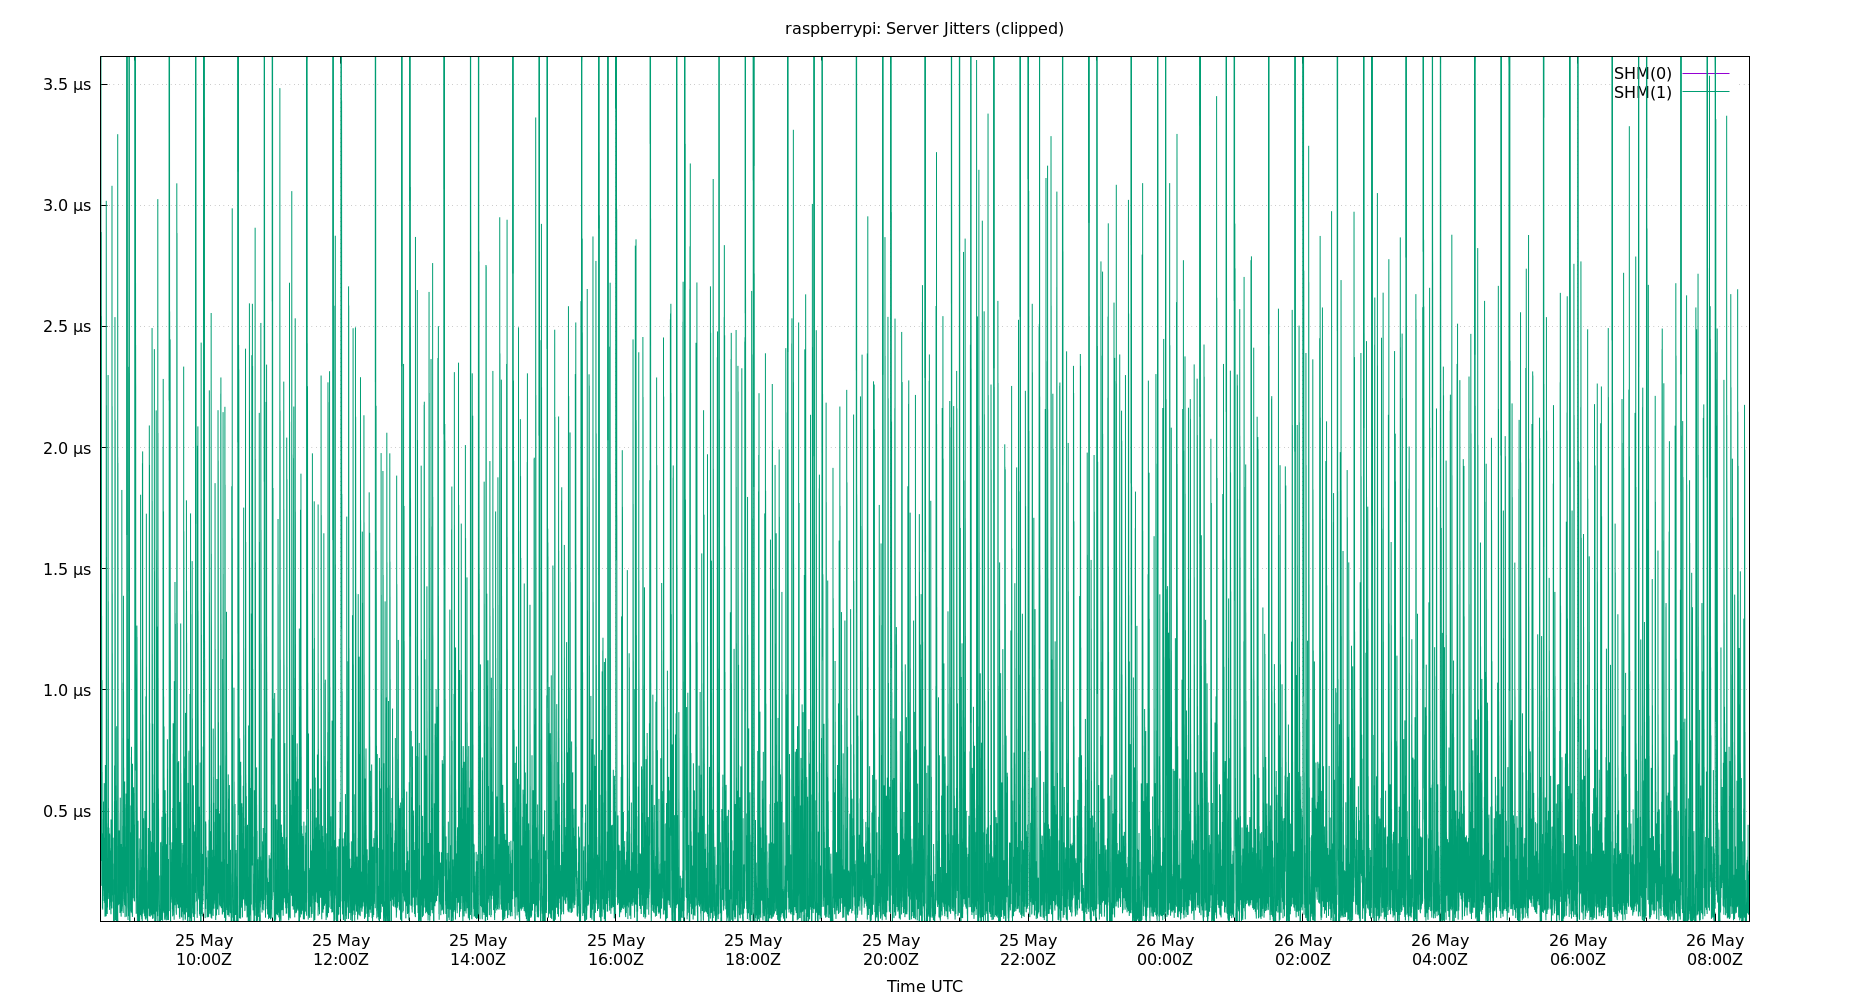 raspberrypi: Server Jitters (clipped)
SHM(0)
SHM(1)
3.5 µs
3.0 µs
2.5 µs
2.0 µs
1.5 µs
1.0 µs
0.5 µs
25 May 25 May 25 May 25 May 25 May 25 May 25 May 26 May 26 May 26 May 26 May 26 May
10:00Z 12:00Z 14:00Z 16:00Z 18:00Z 20:00Z 22:00Z 00:00Z 02:00Z 04:00Z 06:00Z 08:00Z
Time UTC